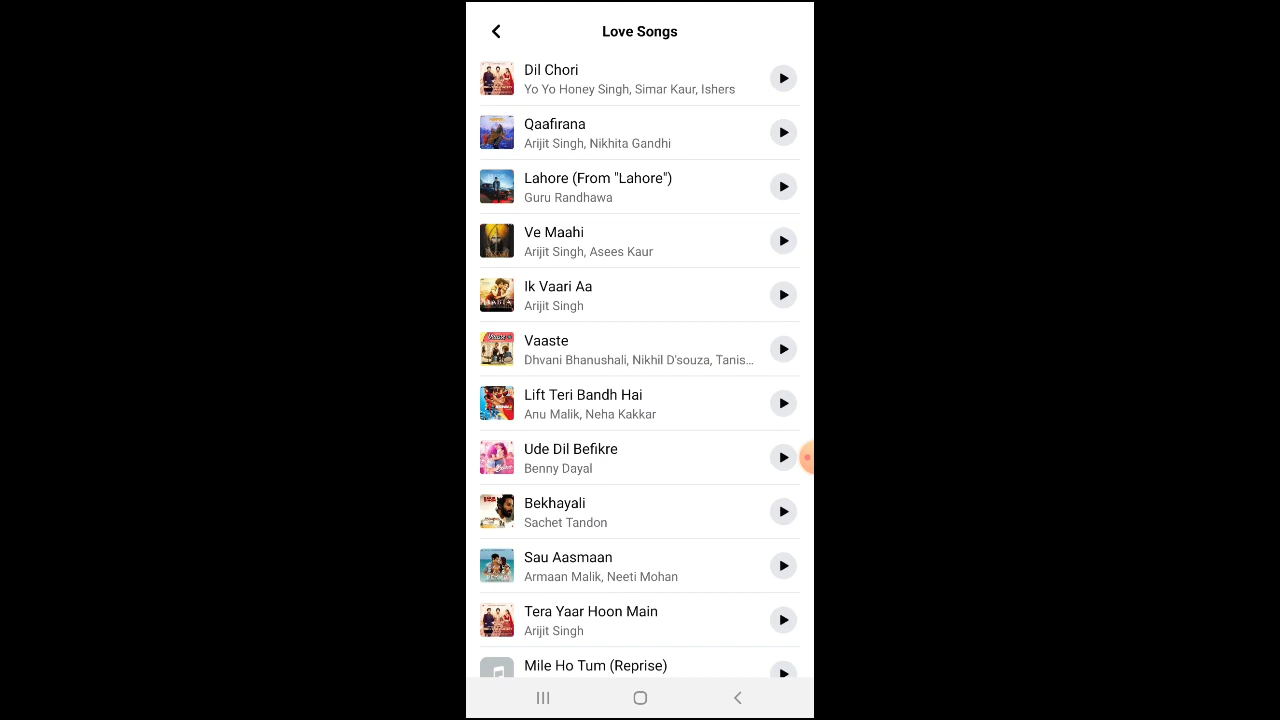 Love Songs
Dil Chori
Yo Yo Honey Singh, Simar Kaur, Ishers
Qaafirana
Arijit Singh, Nikhita Gandhi
Lahore (From "Lahore")
Guru Randhawa
Ve Maahi
Arijit Singh, Asees Kaur
Ik Vaari Aa
Arijit Singh
Vaaste
Dhvani Bhanushali, Nikhil D'souza, Tanis...
Lift Teri Bandh Hai
Anu Malik, Neha Kakkar
Ude Dil Befikre
Benny Dayal
Bekhayali
Sachet Tandon
Sau Aasmaan
Armaan Malik, Neeti Mohan
Tera Yaar Hoon Main
Arijit Singh
Mile Ho Tum (Reprise)